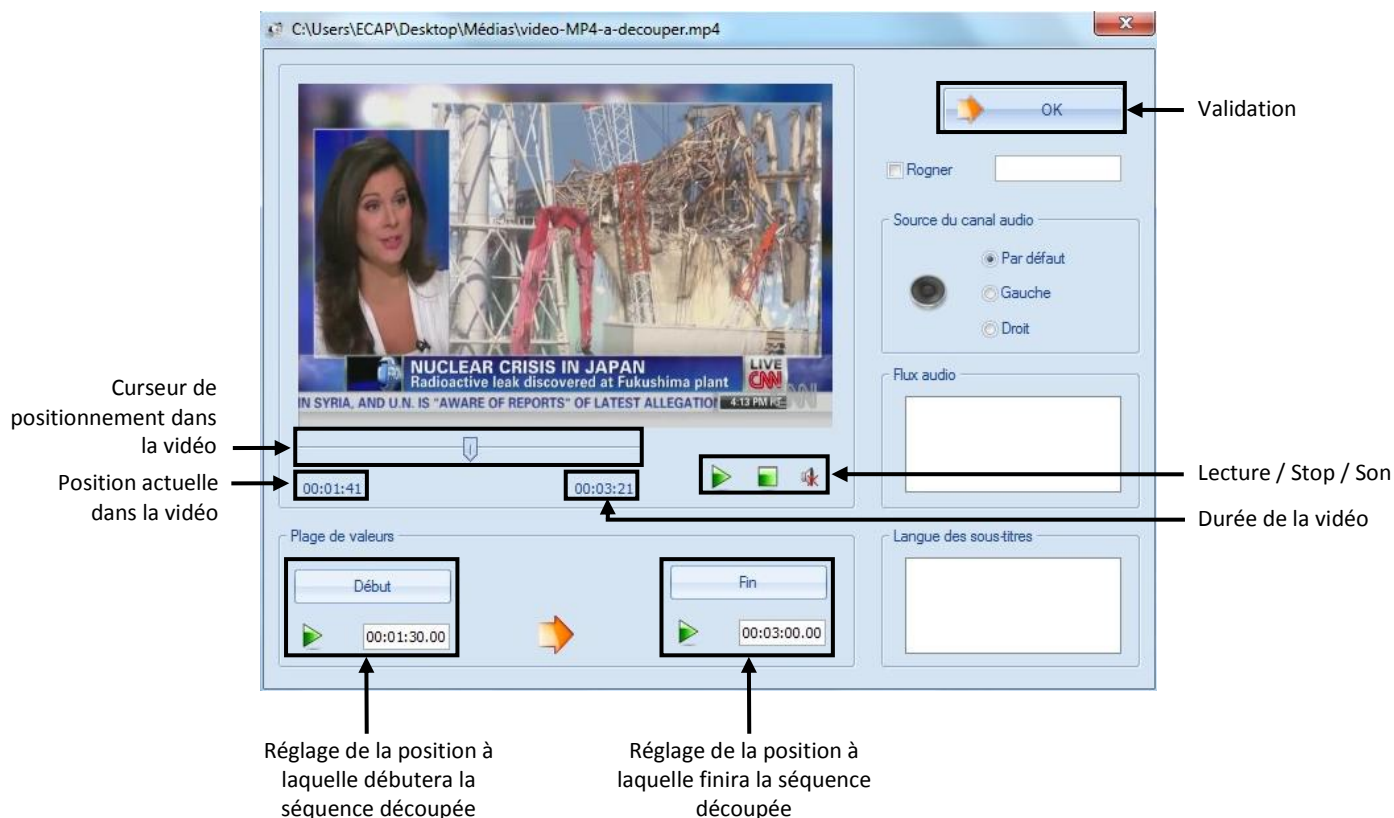 C:\Users\ECAP\Desktop\Médias\video-MP4-a-decouper.mp4
OK
Validation
Rogner
Source du canal audio
Par défaut
Gauche
Droit
NUCLEAR CRISIS IN JAPAN
Radioactive leak discovered at Fukushima plant
LIVE
CNN
IN SYRIA, AND U.N. IS "AWARE OF REPORTS" OF LATEST ALLEGATIO
4:13 PM
Flux audio
Curseur de
positionnement dans
la vidéo
Position actuelle
dans la vidéo
00:01:41
00:03:21
Lecture / Stop / Son
Durée de la vidéo
Plage de valeurs
Langue des sous-titres
Début
Fin
00:01:30.00
00:03:00.00
Réglage de la position à
laquelle débutera la
séquence découpée
Réglage de la position à
laquelle finira la séquence
découpée